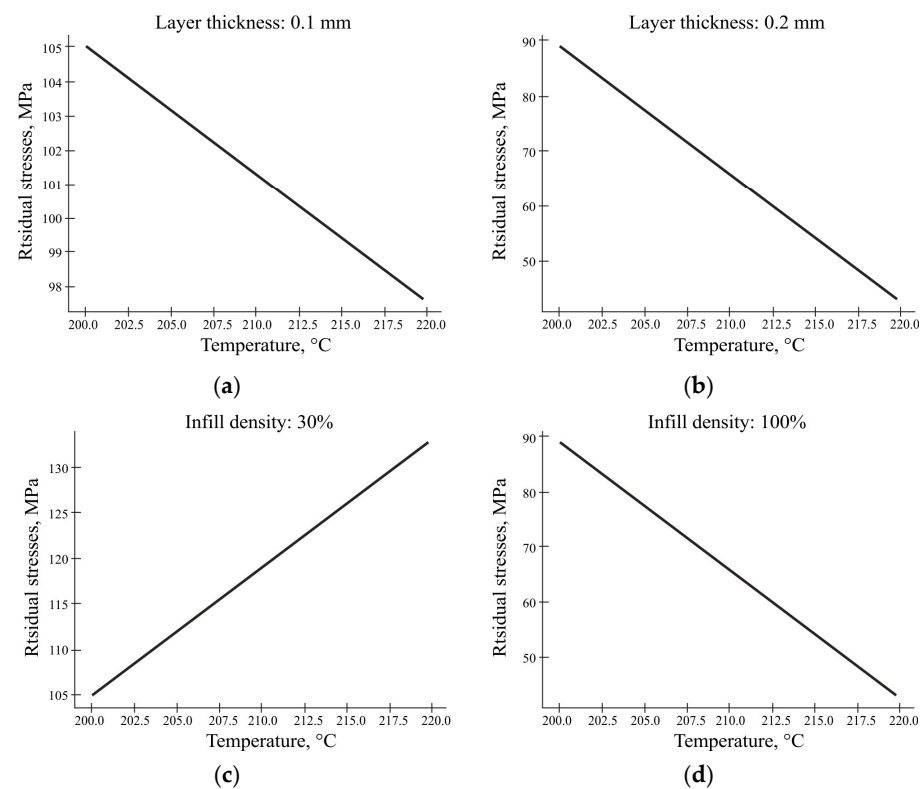 Layer thickness: 0.1 mm
105
104
103
102
101
100
99
98
Rtsidual stresses, MPa
200.0 202.5 205.0 207.5 210.0 212.5 215.0 217.5 220.0
Temperature, °C
(a)
Layer thickness: 0.2 mm
90
80
70
60
50
Rtsidual stresses, MPa
200.0 202.5 205.0 207.5 210.0 212.5 215.0 217.5 220.0
Temperature, °C
(b)
Infill density: 30%
130
125
120
115
110
105
Rtsidual stresses, MPa
200.0 202.5 205.0 207.5 210.0 212.5 215.0 217.5 220.0
Temperature, °C
(c)
Infill density: 100%
90
80
70
60
50
Rtsidual stresses, MPa
200.0 202.5 205.0 207.5 210.0 212.5 215.0 217.5 220.0
Temperature, °C
(d)